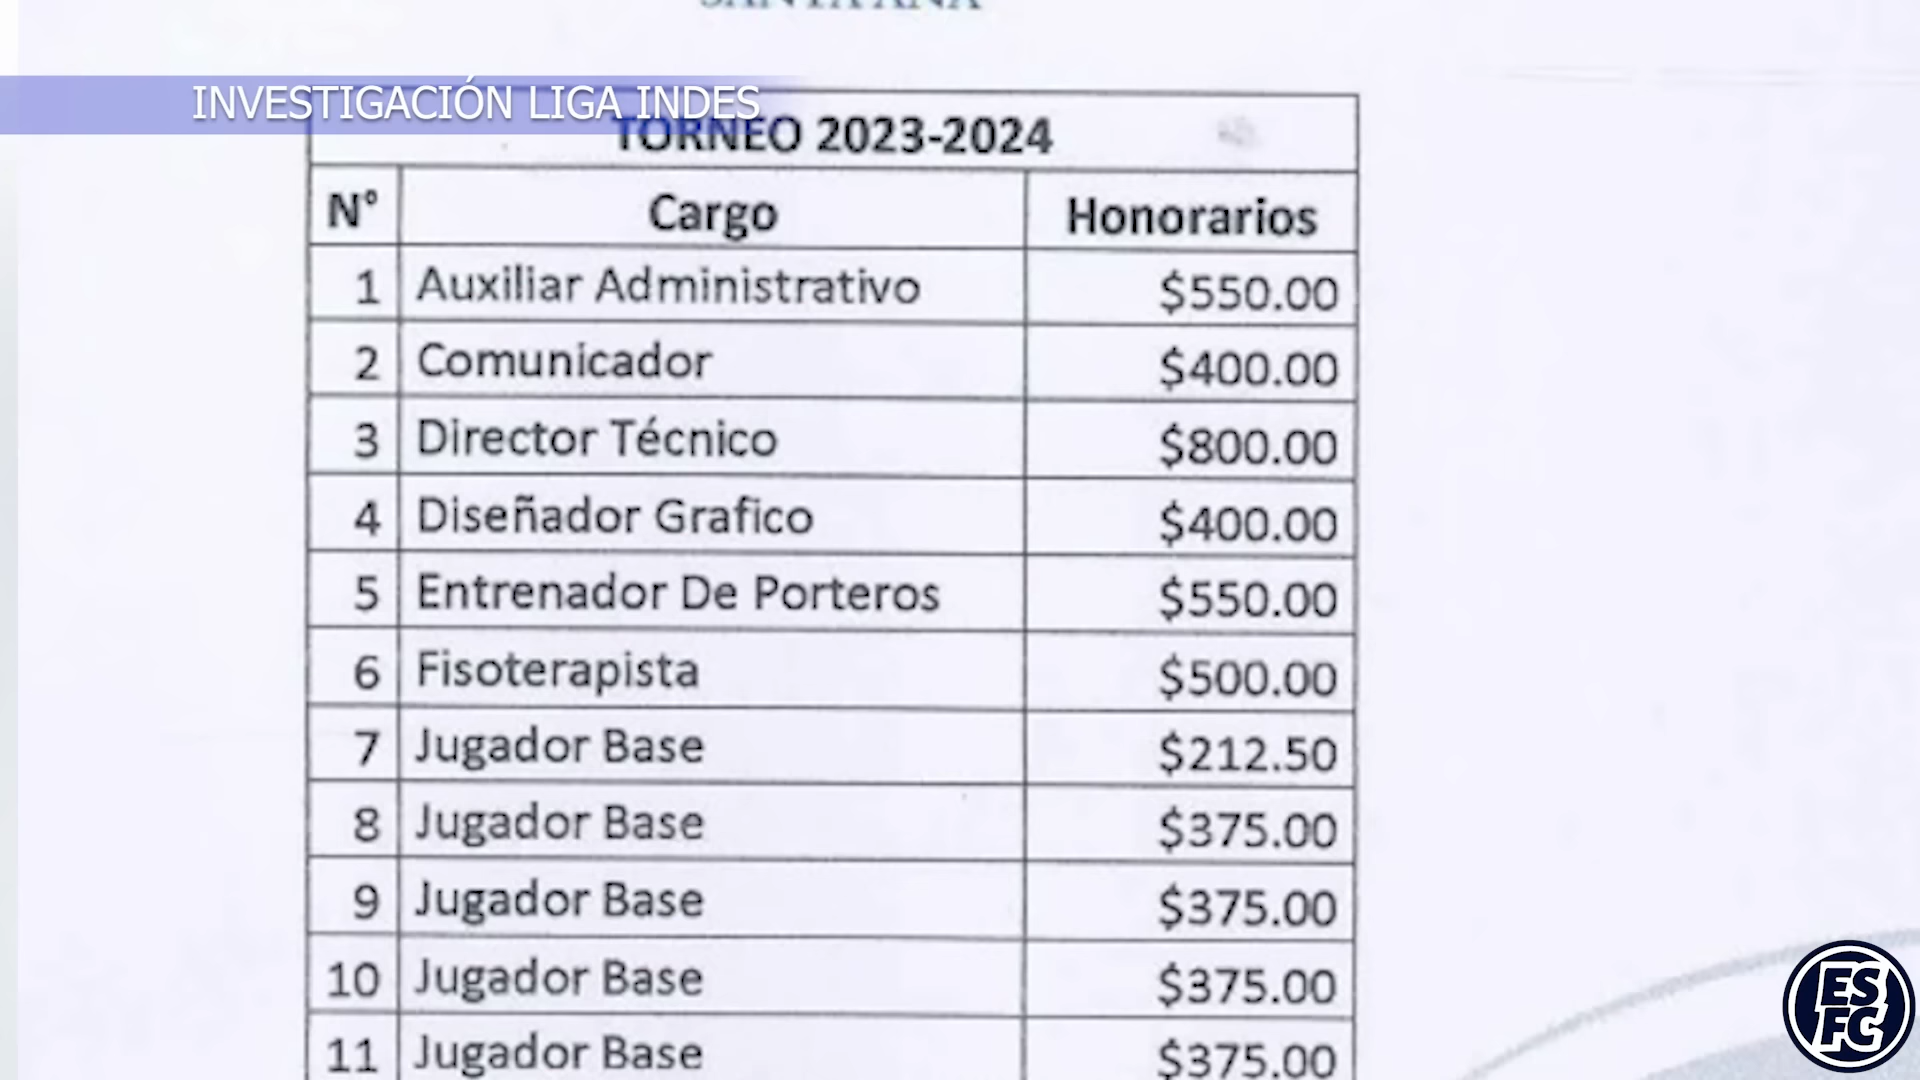 SANTA ANA
INVESTIGACIÓN LIGA INDES
TORNEO 2023-2024
N° Cargo Honorarios
1 Auxiliar Administrativo $550.00
2 Comunicador $400.00
3 Director Técnico $800.00
4 Diseñador Grafico $400.00
5 Entrenador De Porteros $550.00
6 Fisoterapista $500.00
7 Jugador Base $212.50
8 Jugador Base $375.00
9 Jugador Base $375.00
10 Jugador Base $375.00
11 Jugador Base $375.00
ES
FC